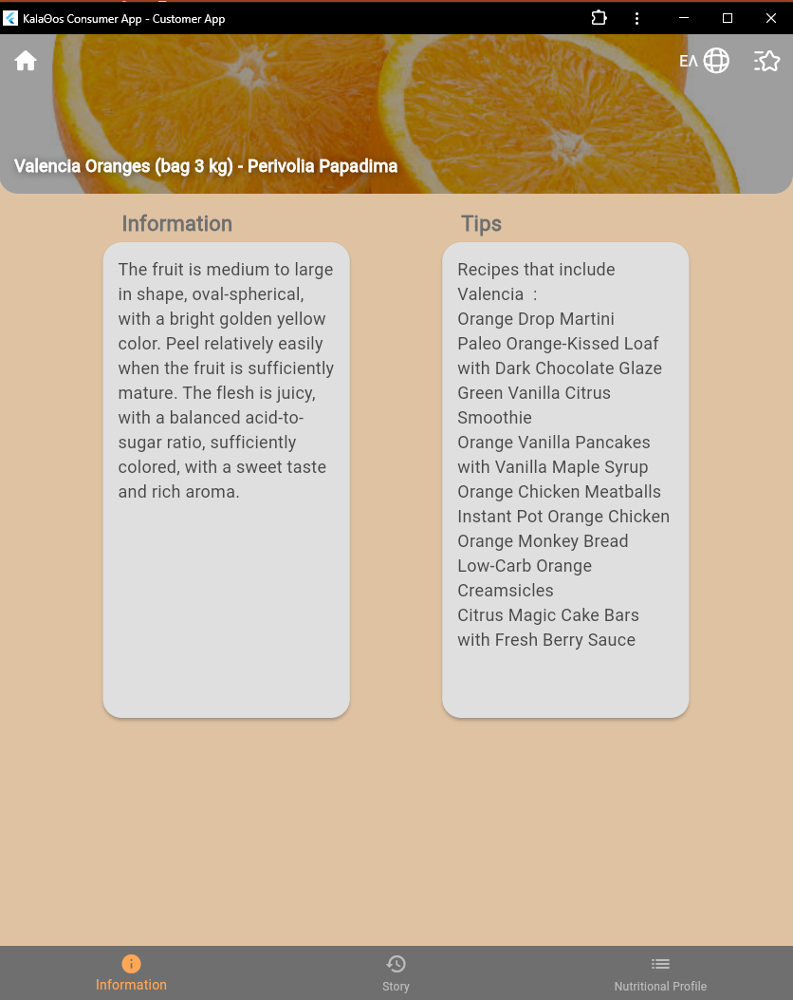 KalaΘos Consumer App - Customer App
ΕΛ
Valencia Oranges (bag 3 kg) - Perivolia Papadima
Information
The fruit is medium to large
in shape, oval-spherical,
with a bright golden yellow
color. Peel relatively easily
when the fruit is sufficiently
mature. The flesh is juicy,
with a balanced acid-to-
sugar ratio, sufficiently
colored, with a sweet taste
and rich aroma.
Tips
Recipes that include
Valencia  :
Orange Drop Martini
Paleo Orange-Kissed Loaf
with Dark Chocolate Glaze
Green Vanilla Citrus
Smoothie
Orange Vanilla Pancakes
with Vanilla Maple Syrup
Orange Chicken Meatballs
Instant Pot Orange Chicken
Orange Monkey Bread
Low-Carb Orange
Creamsicles
Citrus Magic Cake Bars
with Fresh Berry Sauce
Information
Story
Nutritional Profile